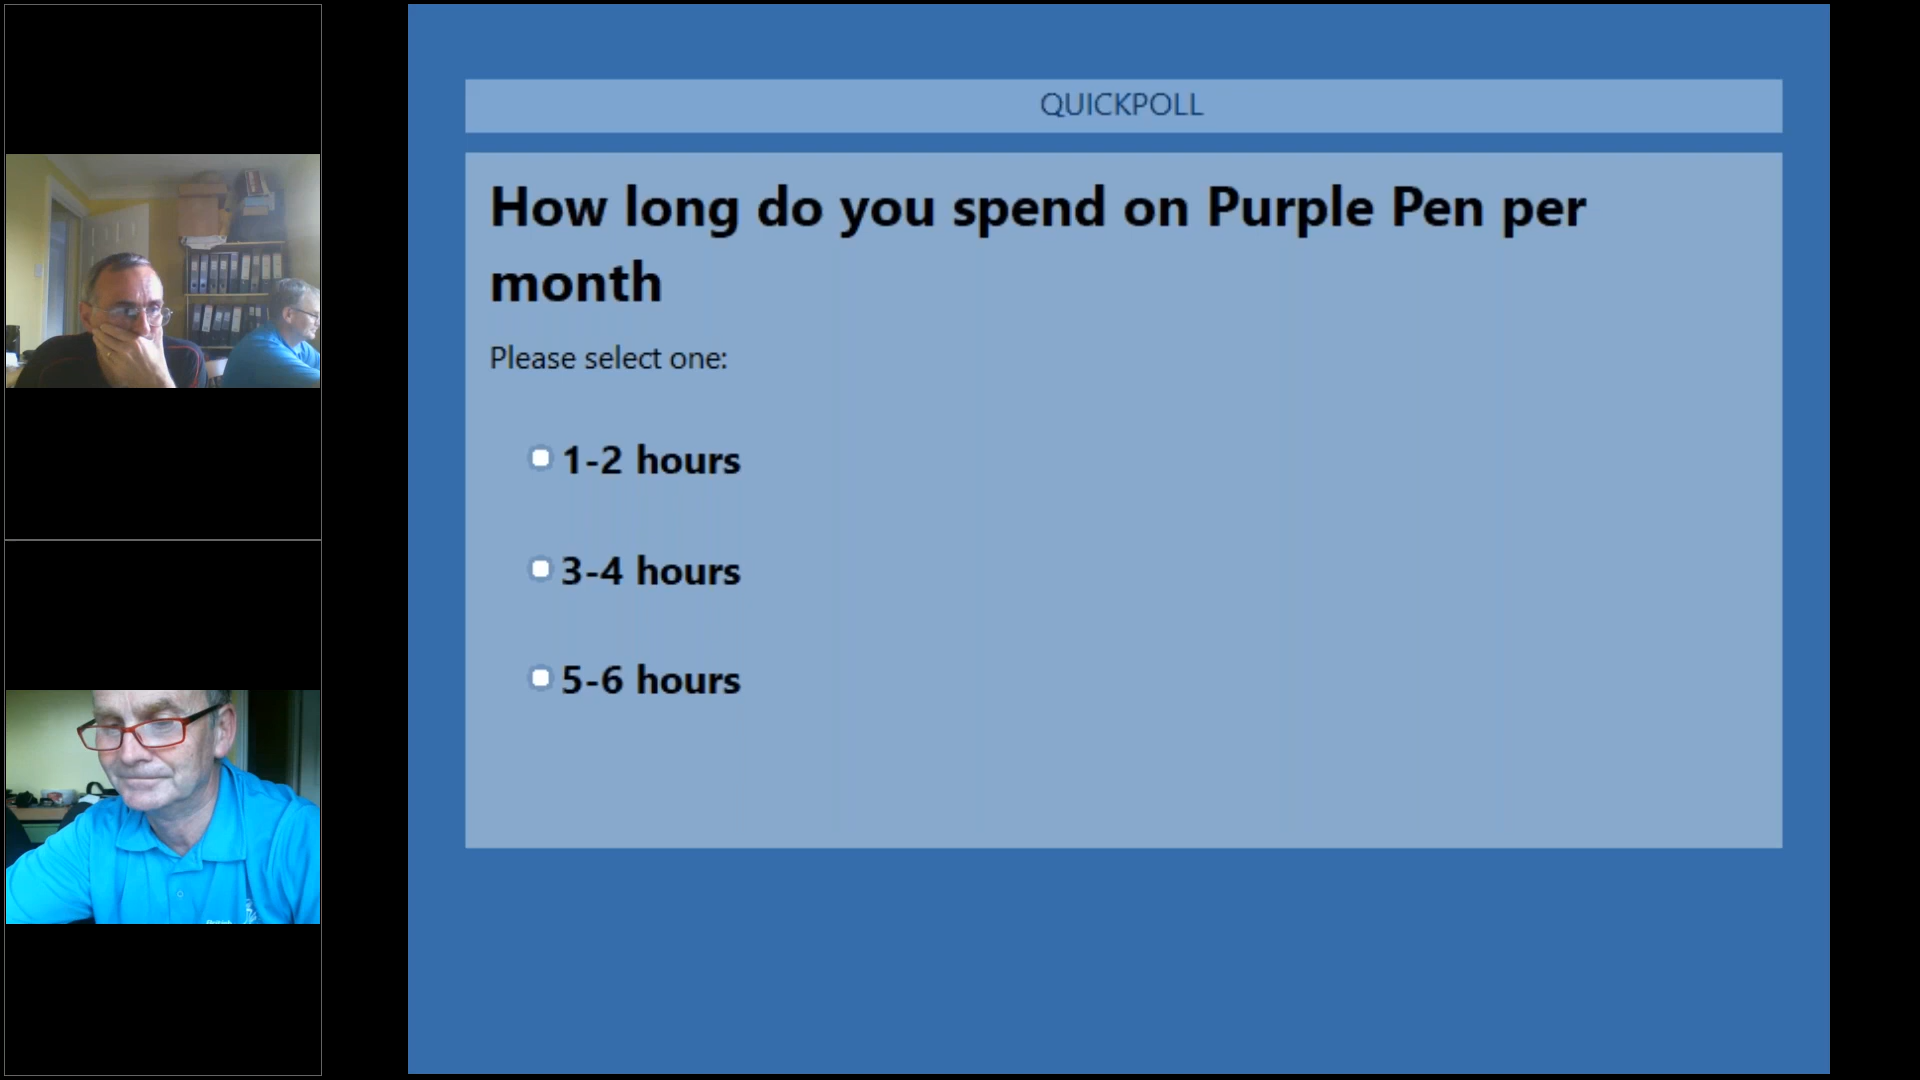 QUICKPOLL
How long do you spend on Purple Pen per
month
Please select one:
1-2 hours
3-4 hours
5-6 hours